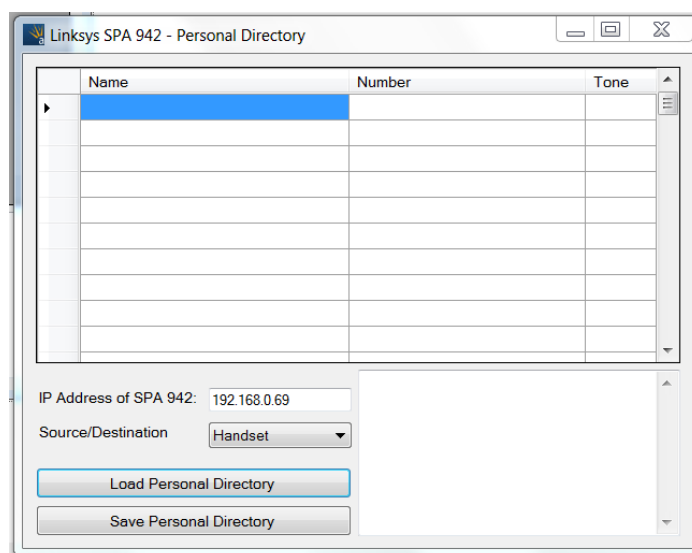 Linksys SPA 942 - Personal Directory
Name Number Tone
IP Address of SPA 942: 192.168.0.69
Source/Destination Handset
Load Personal Directory
Save Personal Directory